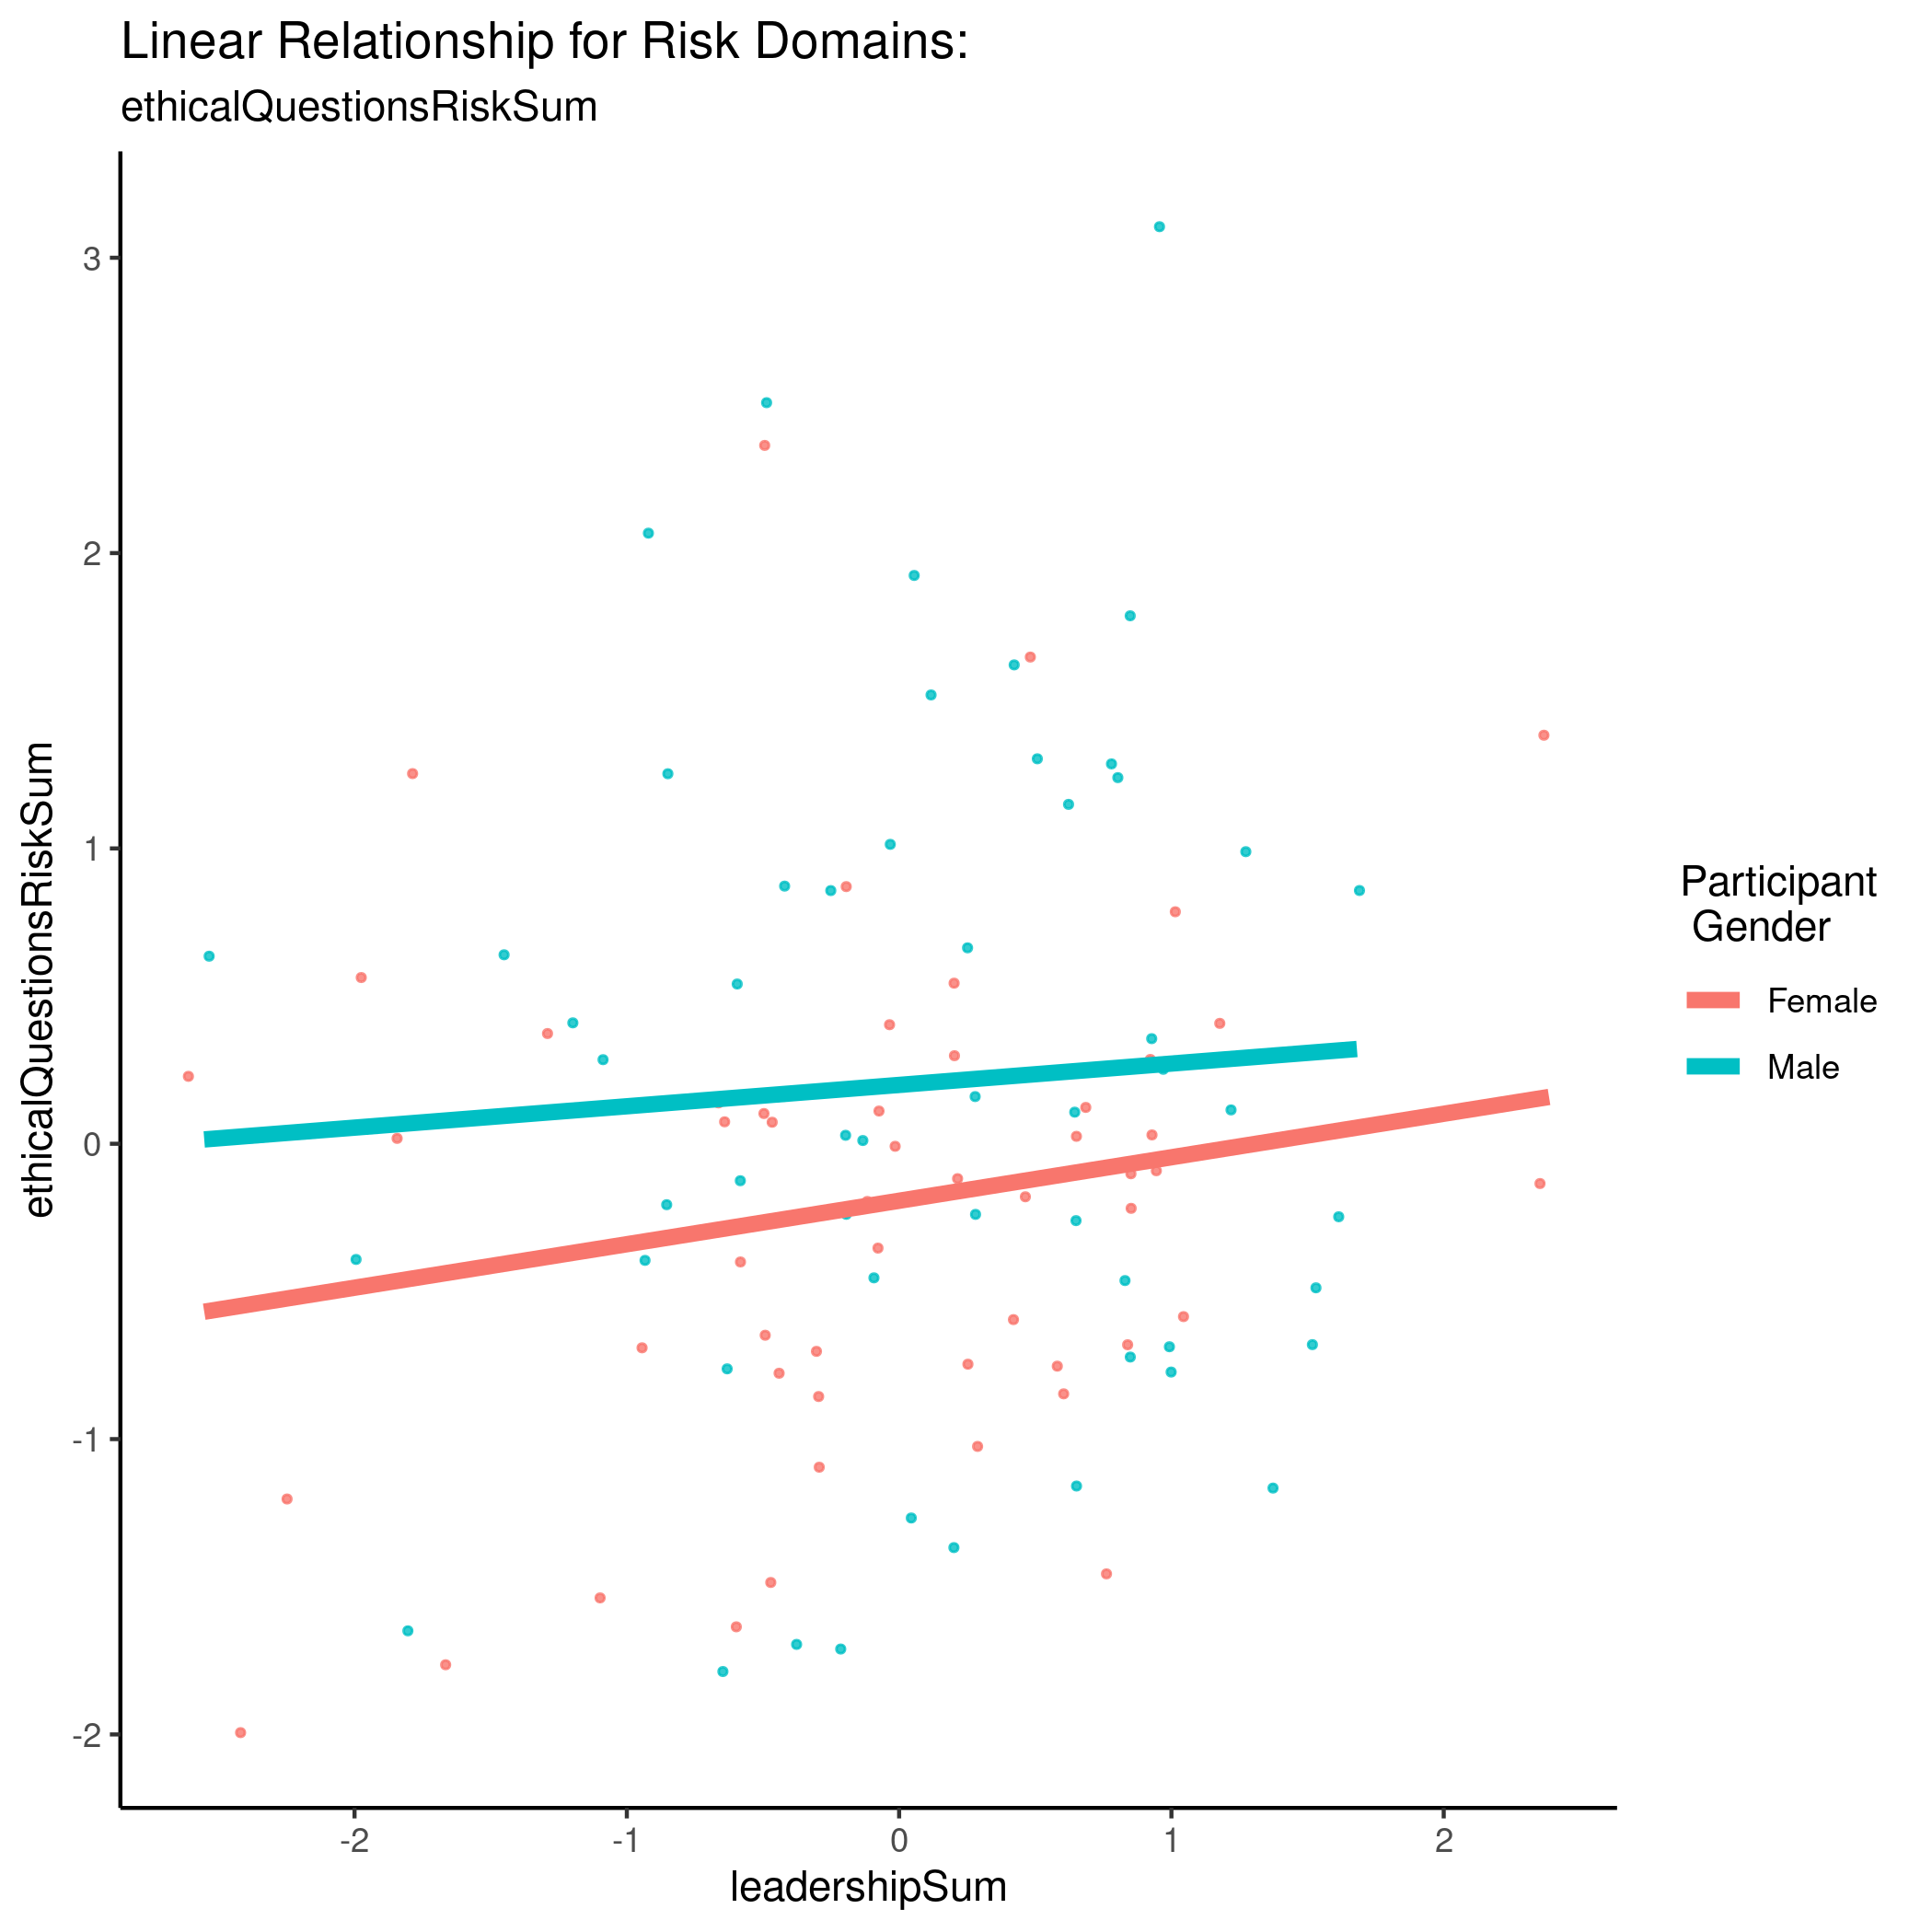 Linear Relationship for Risk Domains:
ethicalQuestionsRiskSum
ethicalQuestionsRiskSum
3
2
1
0
-1
-2
-2
-1
0
1
2
leadershipSum
Participant
Gender
Female
Male